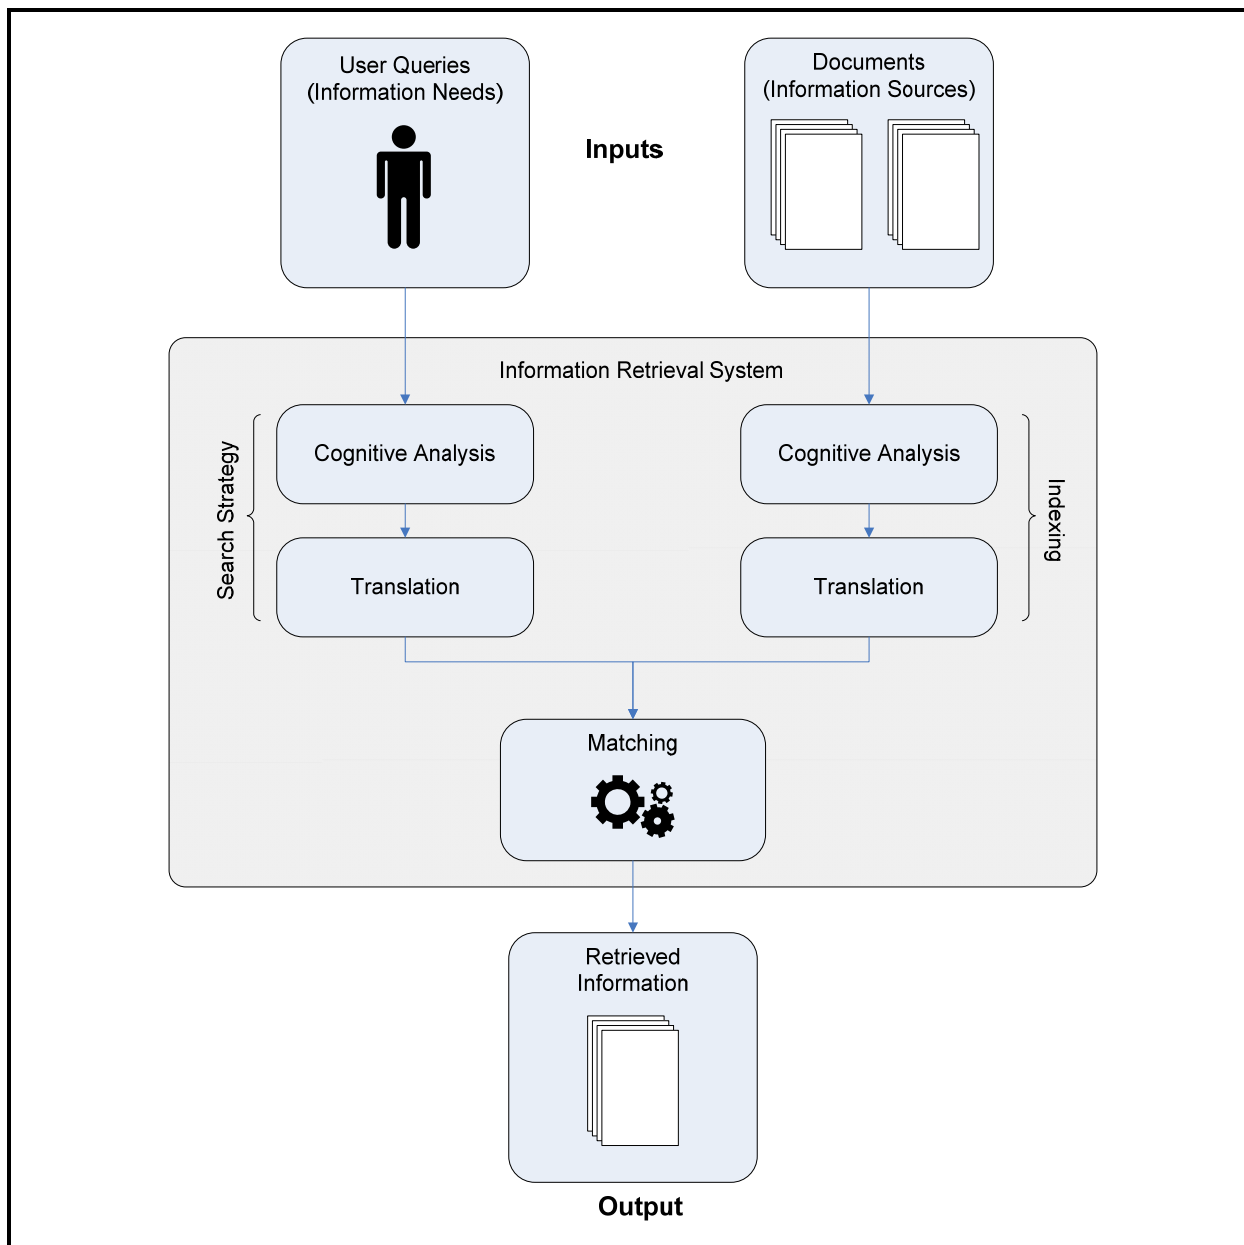 User Queries
(Information Needs)
Documents
(Information Sources)
Inputs
Information Retrieval System
Search Strategy
Cognitive Analysis
Translation
Cognitive Analysis
Translation
Indexing
Matching
Retrieved
Information
Output